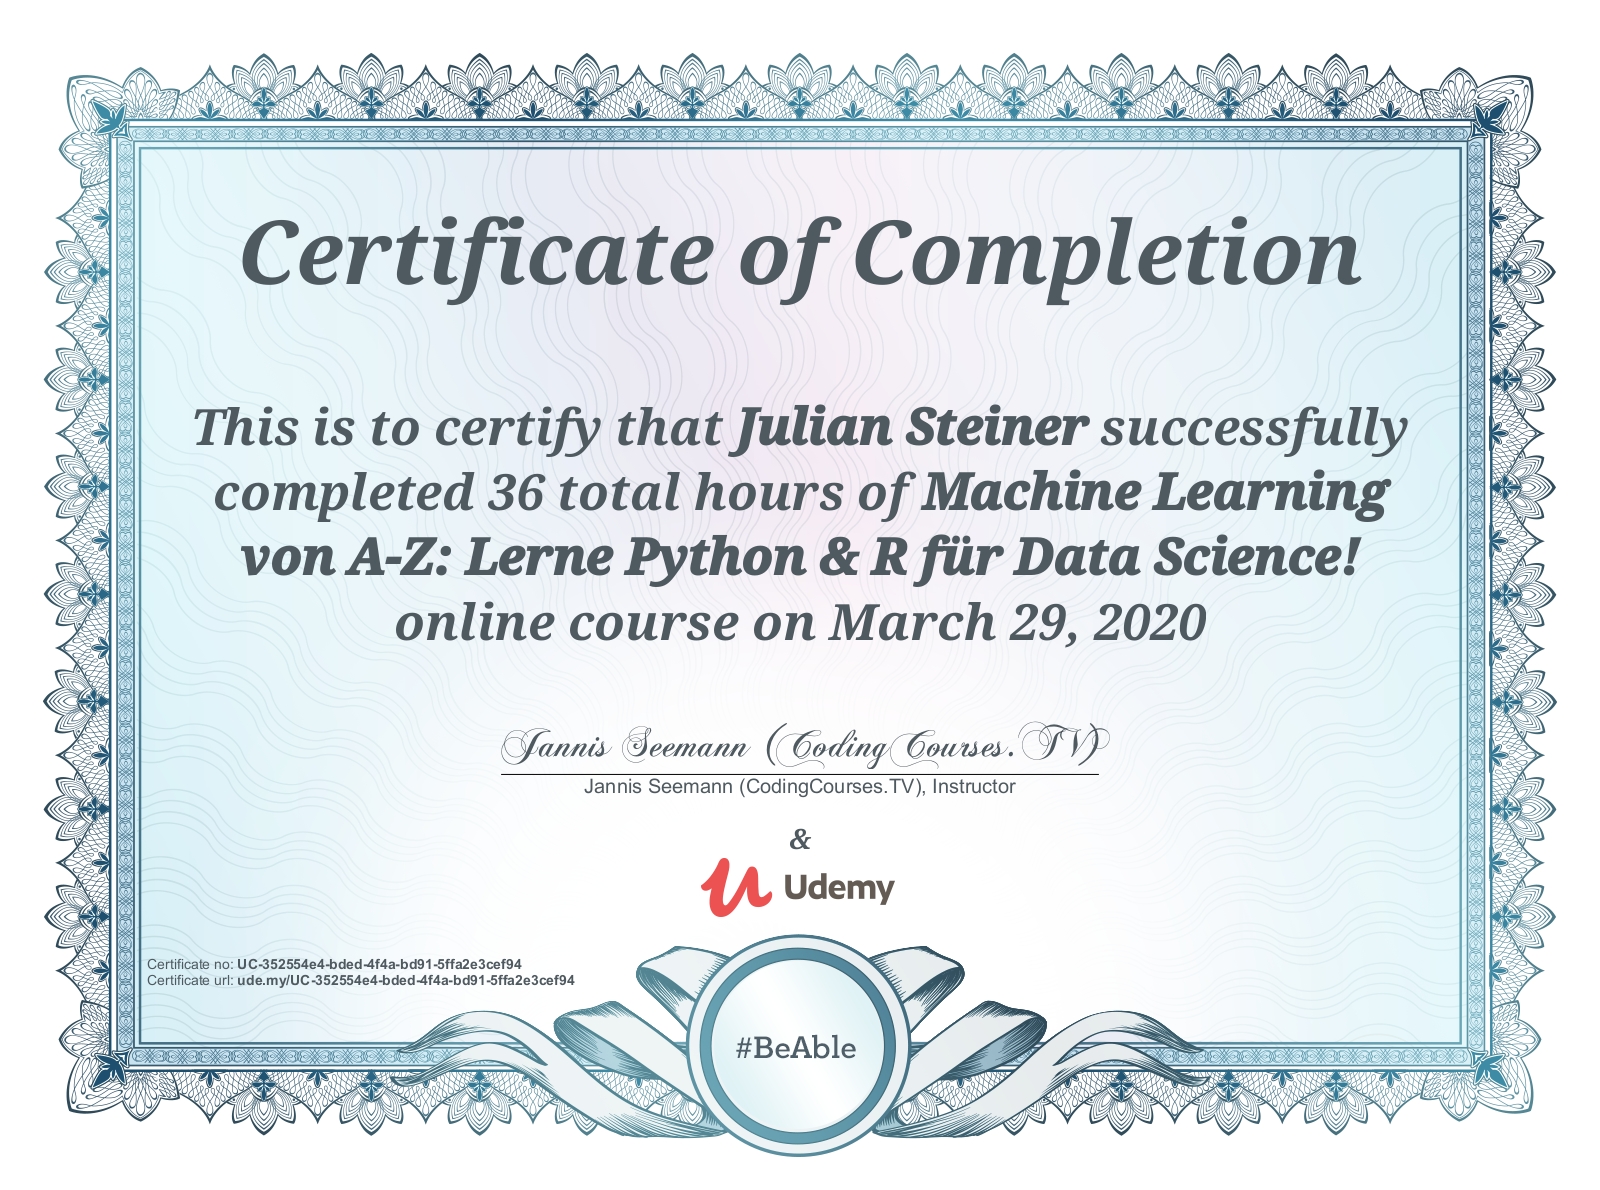 Certificate of Completion
This is to certify that Julian Steiner successfully
completed 36 total hours of Machine Learning
von A-Z: Lerne Python & R für Data Science!
online course on March 29, 2020
Jannis Seemann (CodingCourses.TV)
Jannis Seemann (CodingCourses.TV), Instructor
&
Udemy
Certificate no: UC-352554e4-bded-4f4a-bd91-5ffa2e3cef94
Certificate url: ude.my/UC-352554e4-bded-4f4a-bd91-5ffa2e3cef94
#BeAble